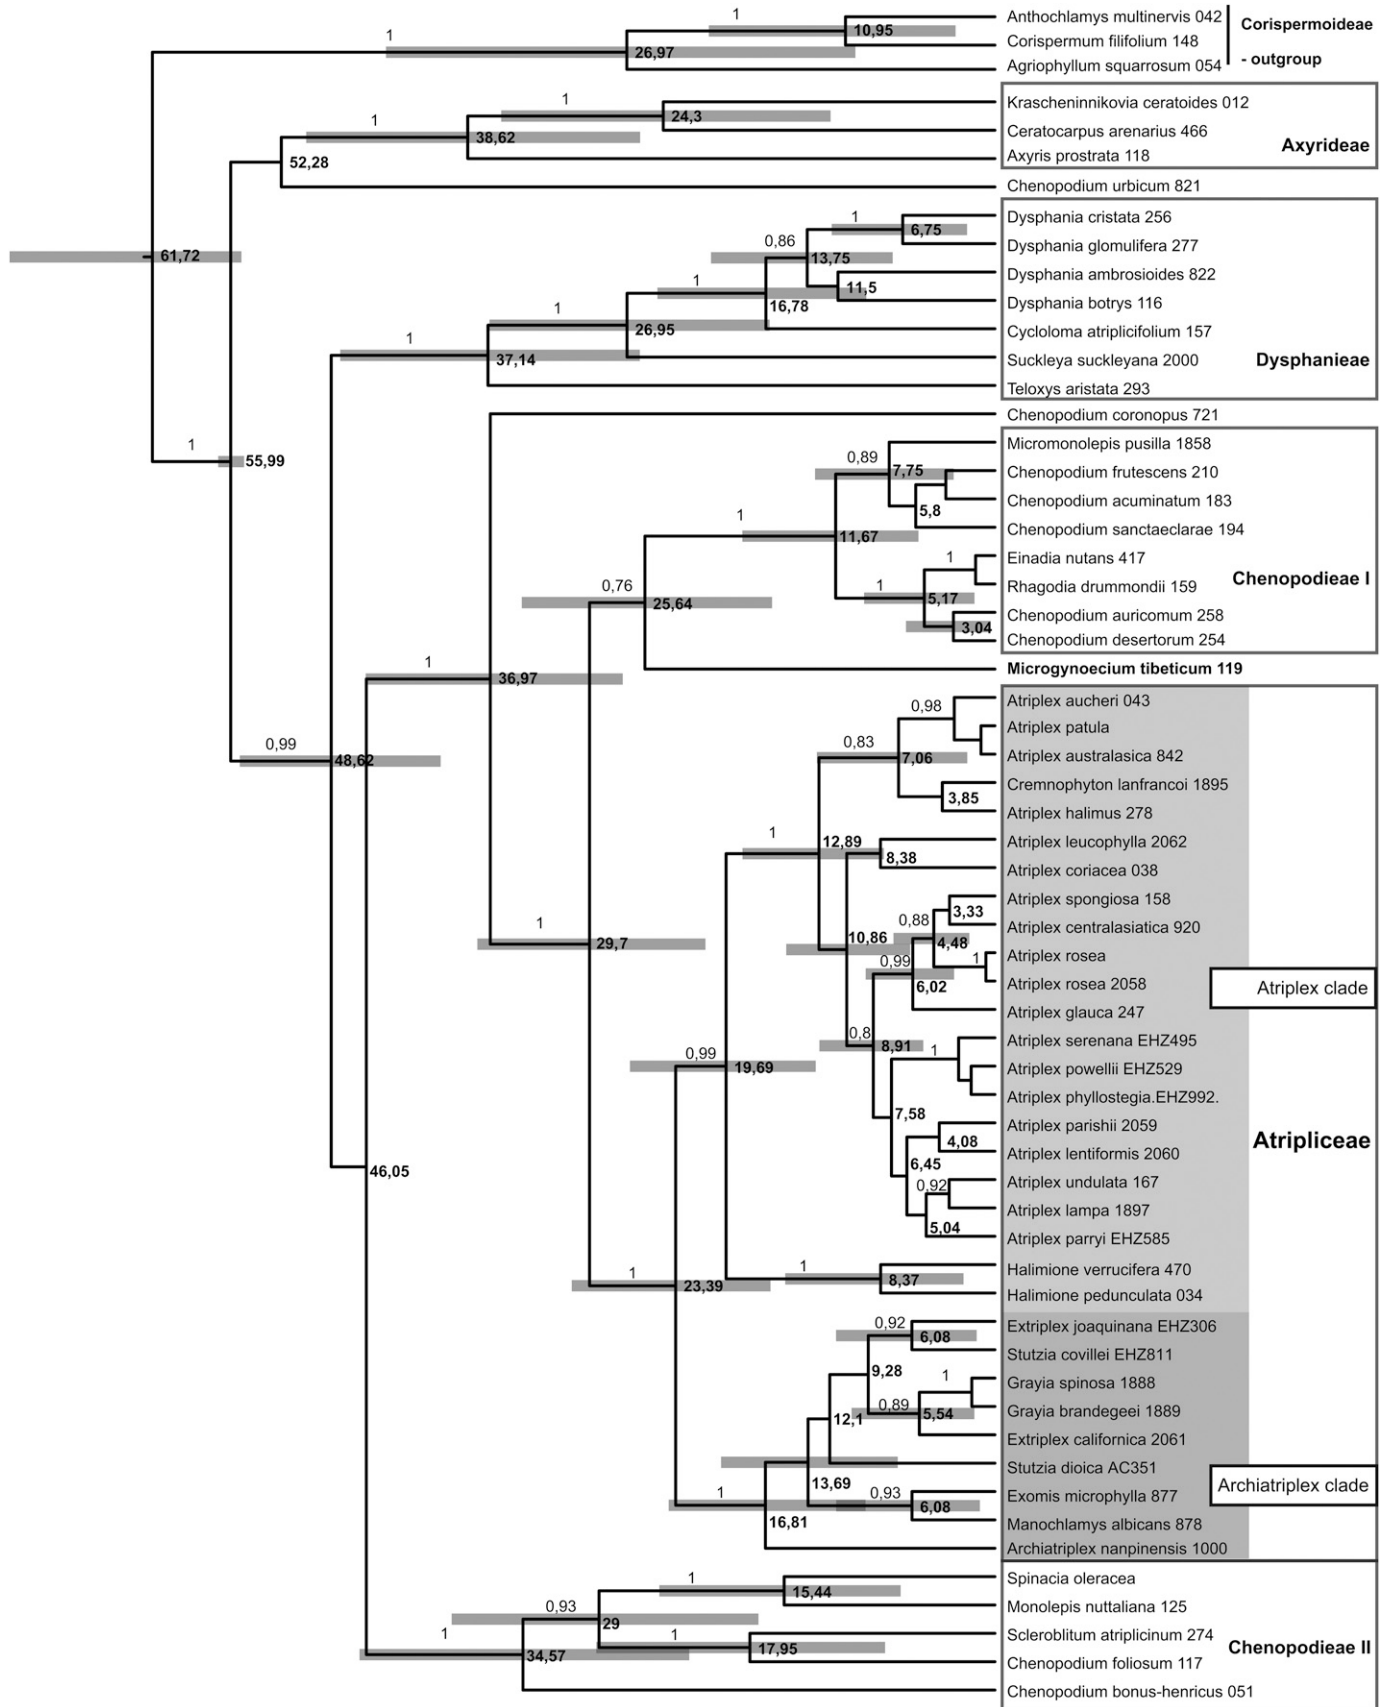 1
Anthochlamys multinervis 042
Corispermoideae
10,95
1
Corispermum filifolium 148
26,97
- outgroup
Agriophyllum squarrosum 054
1
Krascheninnikovia ceratoides 012
24,3
1
Ceratocarpus arenarius 466
38,62
Axyrideae
Axyris prostrata 118
52,28
Chenopodium urbicum 821
1
Dysphania cristata 256
6,75
0,86
Dysphania glomulifera 277
61,72
13,75
Dysphania ambrosioides 822
1
11,5
Dysphania botrys 116
16,78
1
Cycloloma atriplicifolium 157
26,95
1
Suckleya suckleyana 2000
Dysphanieae
37,14
Teloxys aristata 293
Chenopodium coronopus 721
1
Micromonolepis pusilla 1858
55,99
0,89
7,75
Chenopodium frutescens 210
Chenopodium acuminatum 183
5,8
1
Chenopodium sanctaeclarae 194
11,67
1
Einadia nutans 417
Chenopodieae I
0,76
1
Rhagodia drummondii 159
5,17
25,64
Chenopodium auricomum 258
3,04
Chenopodium desertorum 254
1
Microgynoecium tibeticum 119
36,97
0,98
Atriplex aucheri 043
Atriplex patula
0,99
0,83
7,06
Atriplex australasica 842
48,62
Cremnophyton lanfrancoi 1895
3,85
Atriplex halimus 278
1
12,89
Atriplex leucophylla 2062
8,38
Atriplex coriacea 038
Atriplex spongiosa 158
3,33
1
0,88
Atriplex centralasiatica 920
29,7
10,86
4,48
Atriplex rosea
0,99
1
Atriplex rosea 2058
Atriplex clade
6,02
Atriplex glauca 247
0,8
8,91
Atriplex serenana EHZ495
0,99
1
19,69
Atriplex powellii EHZ529
Atriplex phyllostegia.EHZ992.
7,58
Atriplex parishii 2059
4,08
Atripliceae
46,05
6,45
Atriplex lentiformis 2060
0,92
Atriplex undulata 167
Atriplex lampa 1897
5,04
Atriplex parryi EHZ585
1
1
Halimione verrucifera 470
23,39
8,37
Halimione pedunculata 034
0,92
Extriplex joaquinana EHZ306
6,08
Stutzia covillei EHZ811
9,28
1
Grayia spinosa 1888
0,89
5,54
Grayia brandegeei 1889
12,1
Extriplex californica 2061
Stutzia dioica AC351
13,69
Archiatriplex clade
1
0,93
Exomis microphylla 877
6,08
16,81
Manochlamys albicans 878
Archiatriplex nanpinensis 1000
1
Spinacia oleracea
15,44
0,93
Monolepis nuttaliana 125
29
1
1
Scleroblitum atriplicinum 274
17,95
Chenopodieae II
34,57
Chenopodium foliosum 117
Chenopodium bonus-henricus 051